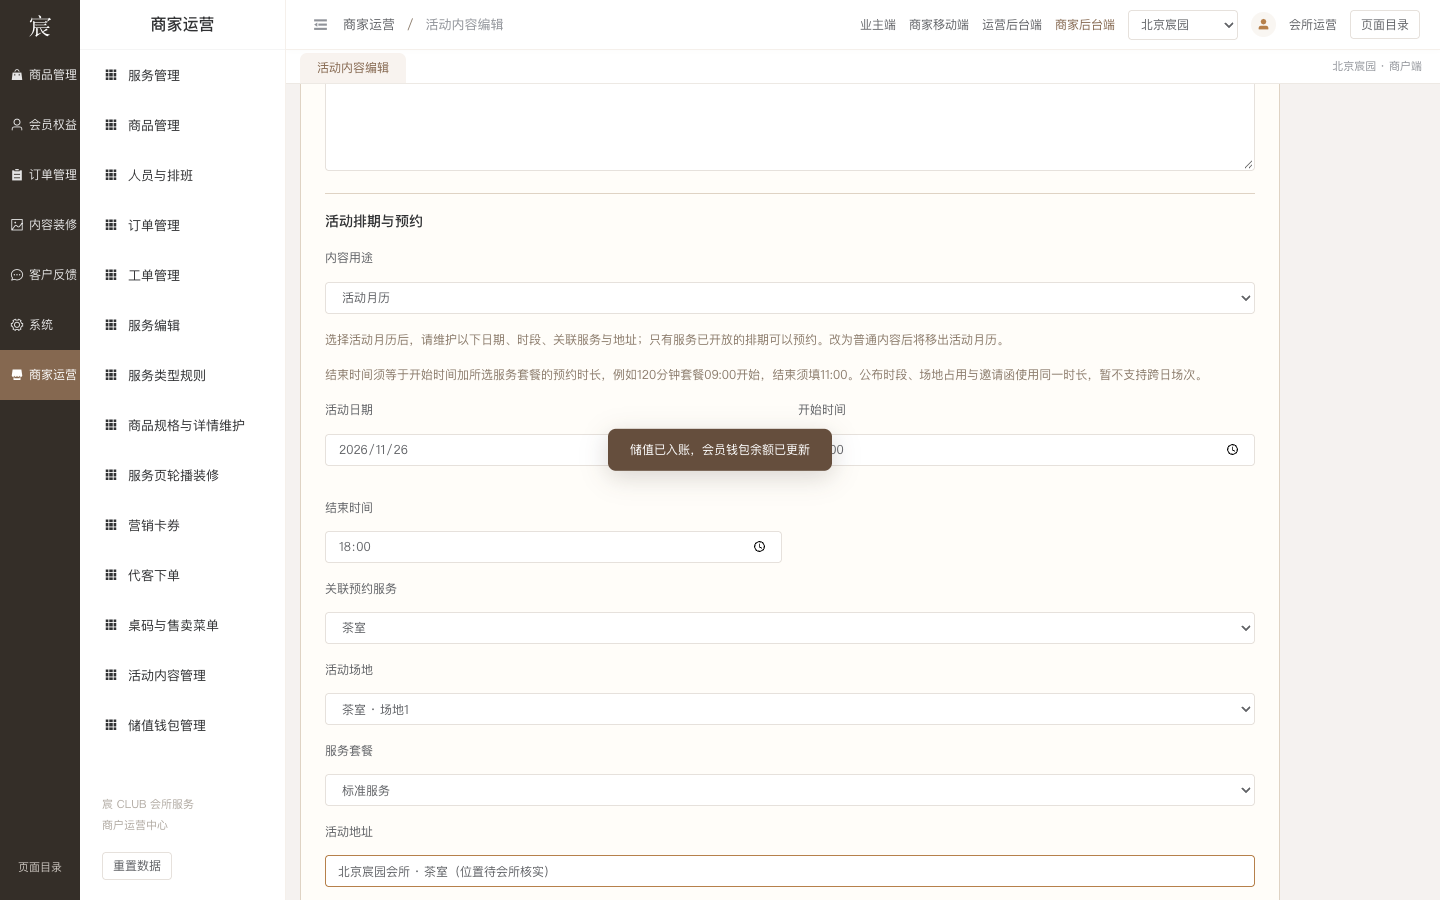 宸
商品管理
会员权益
订单管理
内容装修
客户反馈
系统
商家运营
页面目录
商家运营
服务管理
商品管理
人员与排班
订单管理
工单管理
服务编辑
服务类型规则
商品规格与详情维护
服务页轮播装修
营销卡券
代客下单
桌码与售卖菜单
活动内容管理
储值钱包管理
宸 CLUB 会所服务
商户运营中心
重置数据
商家运营 / 活动内容编辑
业主端 商家移动端 运营后台端 商家后台端 北京宸园 会所运营 页面目录
活动内容编辑
北京宸园 · 商户端
活动排期与预约
内容用途
活动月历
选择活动月历后，请维护以下日期、时段、关联服务与地址；只有服务已开放的排期可以预约。改为普通内容后将移出活动月历。
结束时间须等于开始时间加所选服务套餐的预约时长，例如120分钟套餐09:00开始，结束须填11:00。公布时段、场地占用与邀请函使用同一时长，暂不支持跨日场次。
活动日期 开始时间
2026/11/26 00
储值已入账，会员钱包余额已更新
结束时间
18:00
关联预约服务
茶室
活动场地
茶室 · 场地1
服务套餐
标准服务
活动地址
北京宸园会所 · 茶室（位置待会所核实）